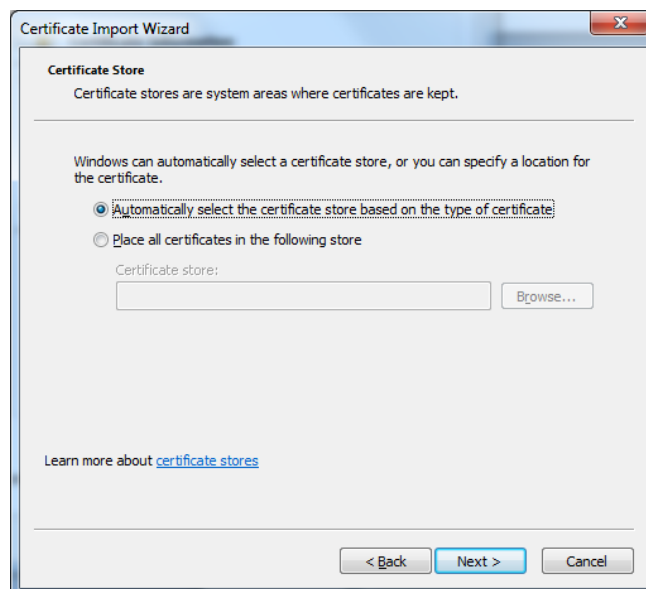 Certificate Import Wizard
Certificate Store
Certificate stores are system areas where certificates are kept.
Windows can automatically select a certificate store, or you can specify a location for
the certificate.
Automatically select the certificate store based on the type of certificate
Place all certificates in the following store
Certificate store:
Browse...
Learn more about certificate stores
< Back Next > Cancel